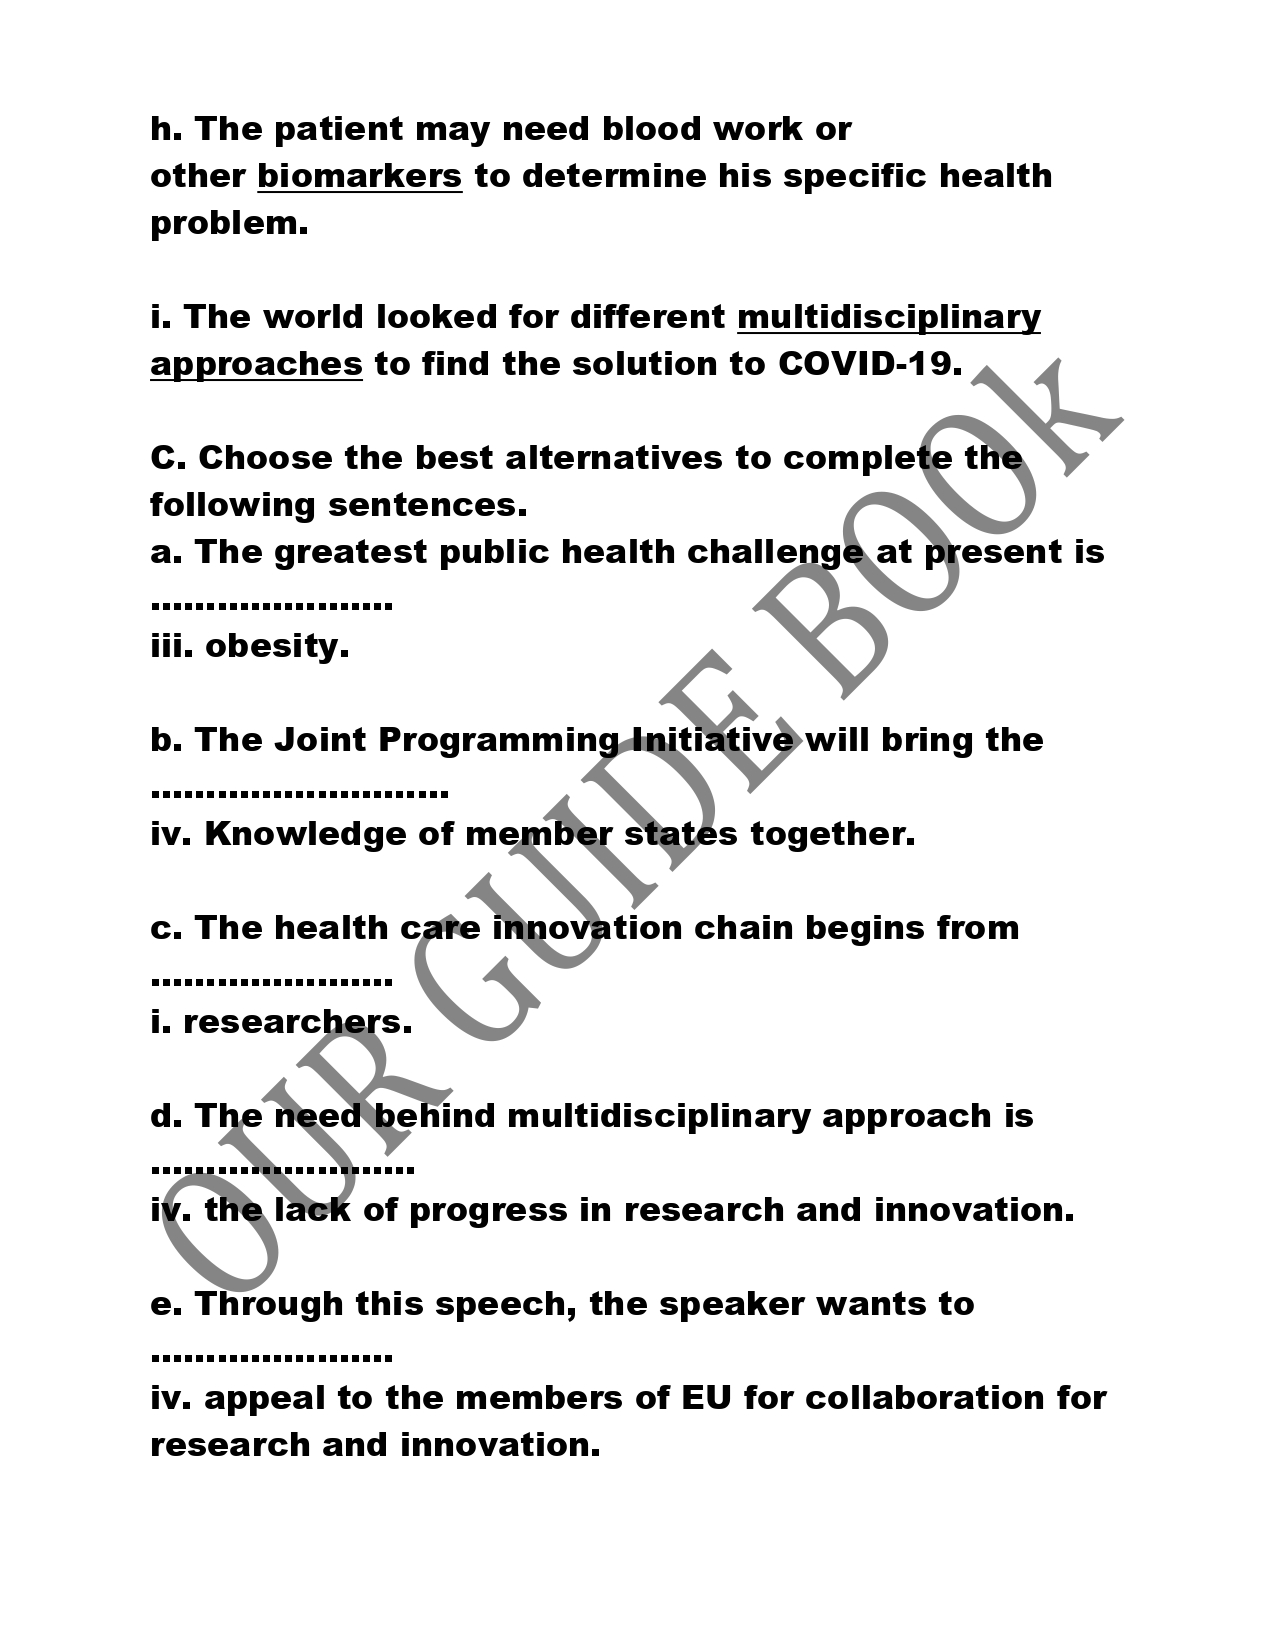 h. The patient may need blood work or
other biomarkers to determine his specific health
problem.
i. The world looked for different multidisciplinary
approaches to find the solution to COVID-19.
C. Choose the best alternatives to complete the
following sentences.
a. The greatest public health challenge at present is
......................
iii. obesity.
b. The Joint Programming Initiative will bring the
...........................
iv. Knowledge of member states together.
c. The health care innovation chain begins from
......................
i. researchers.
d. The need behind multidisciplinary approach is
........................
iv. the lack of progress in research and innovation.
e. Through this speech, the speaker wants to
......................
iv. appeal to the members of EU for collaboration for
research and innovation.
OUR GUIDE BOOk